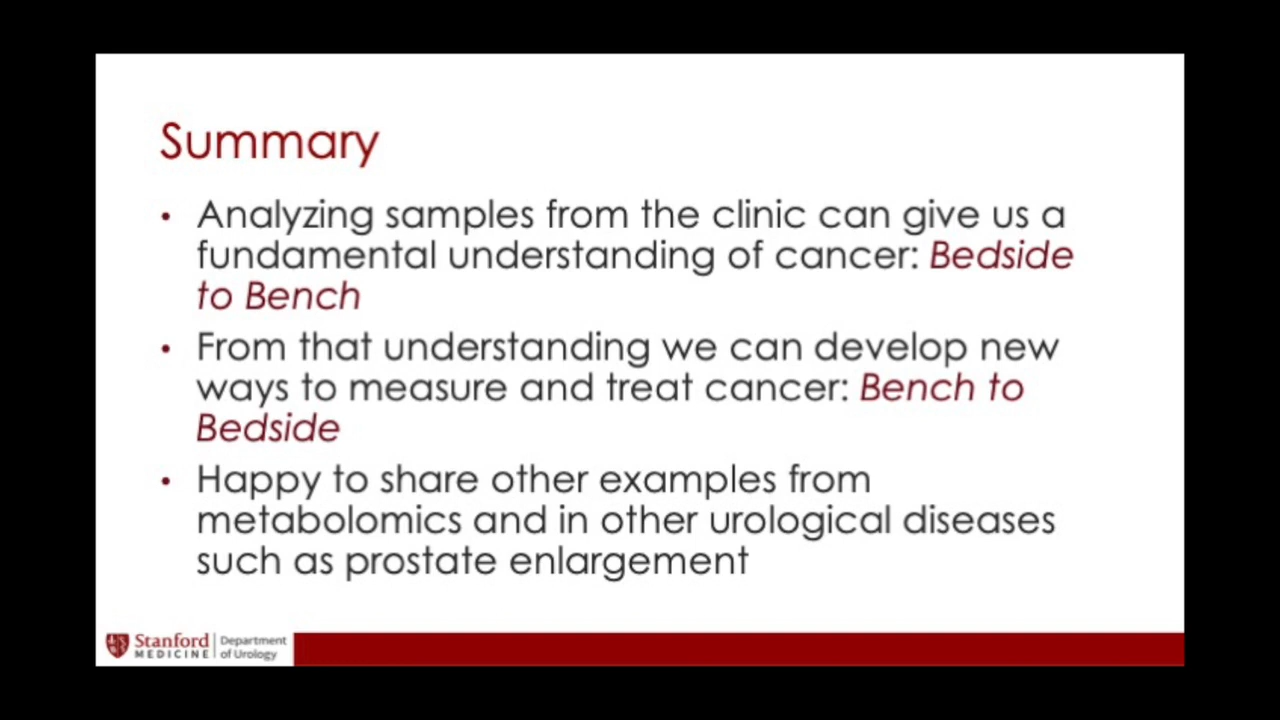 Summary
• Analyzing samples from the clinic can give us a
fundamental understanding of cancer: Bedside
to Bench
• From that understanding we can develop new
ways to measure and treat cancer: Bench to
Bedside
• Happy to share other examples from
metabolomics and in other urological diseases
such as prostate enlargement
Stanford
MEDICINE
Department
of Urology